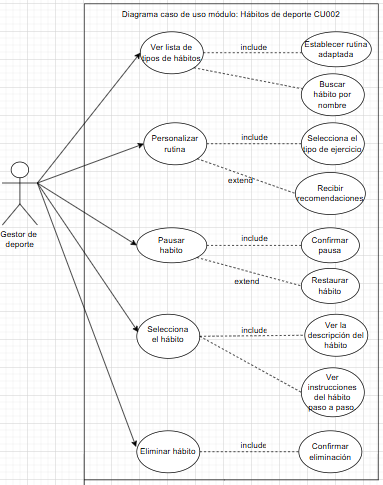 Diagrama caso de uso módulo: Hábitos de deporte CU002
Ver lista de
tipos de hábitos
include
Establecer rutina
adaptada
Buscar
hábito por
nombre
Personalizar
rutina
include
Selecciona el
tipo de ejercicio
extend
Recibir
recomendaciones
Gestor de
deporte
Pausar
habito
include
Confirmar
pausa
extend
Restaurar
hábito
Selecciona
el hábito
include
Ver la
descripción del
hábito
Ver
instrucciones
del hábito
paso a paso
Eliminar hábito
include
Confirmar
eliminación